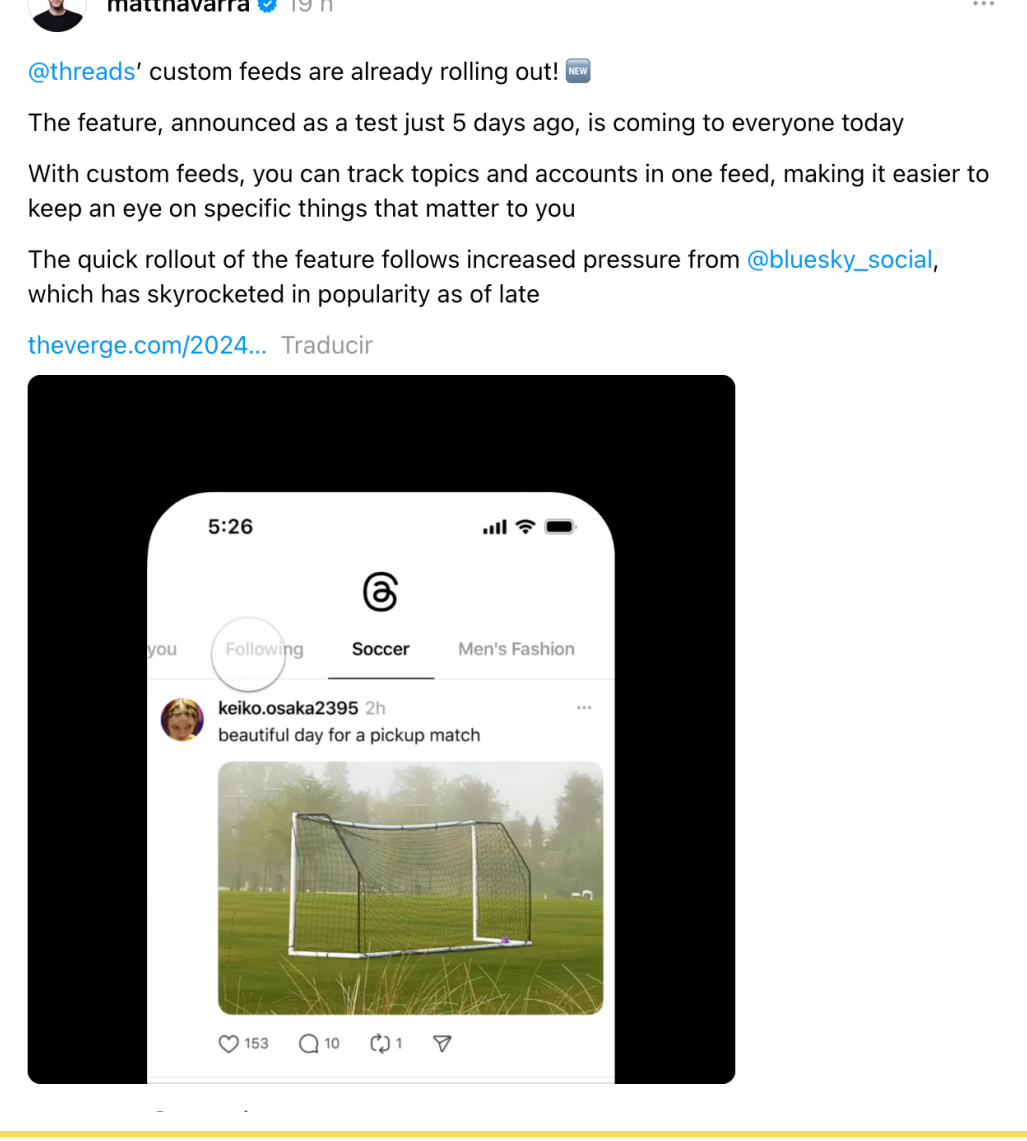 mattnavarra 19 h
@threads’ custom feeds are already rolling out! 🆕
The feature, announced as a test just 5 days ago, is coming to everyone today
With custom feeds, you can track topics and accounts in one feed, making it easier to
keep an eye on specific things that matter to you
The quick rollout of the feature follows increased pressure from @bluesky_social,
which has skyrocketed in popularity as of late
theverge.com/2024... Traducir
5:26
you Following Soccer Men's Fashion
keiko.osaka2395 2h
beautiful day for a pickup match
153 10 1